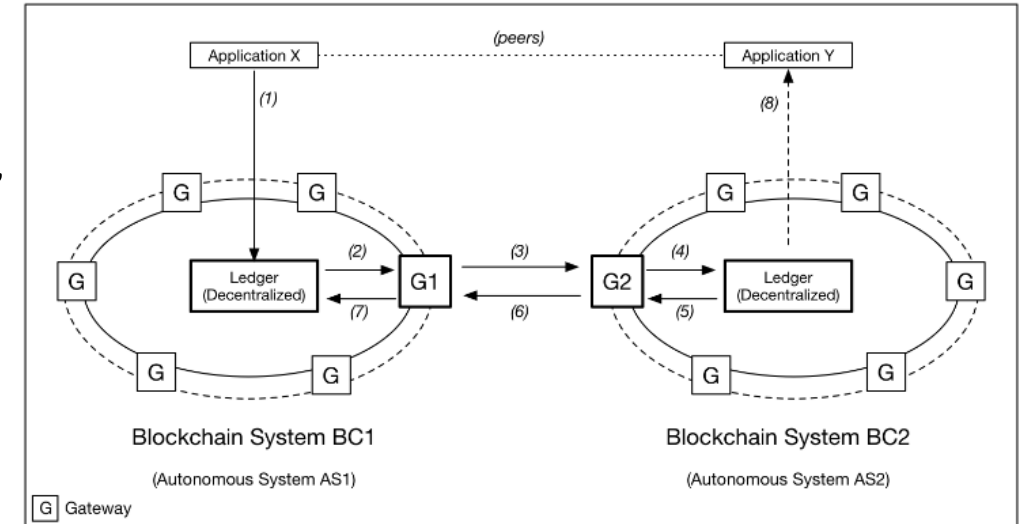 (peers)
Application X
Application Y
(1)
(8)
,
G
G
G
G
G
G
(2)
(3)
(4)
Ledger
(Decentralized)
G1
G2
Ledger
(Decentralized)
(7)
(6)
(5)
G
G
G
G
Blockchain System BC1
Blockchain System BC2
(Autonomous System AS1)
(Autonomous System AS2)
G Gateway